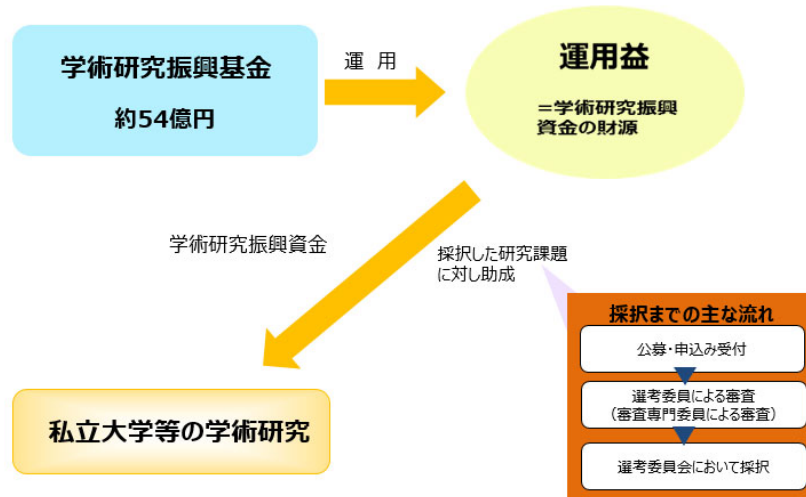 学術研究振興基金
約54億円
運 用
運用益
=学術研究振興
資金の財源
学術研究振興資金
採択した研究課題
に対し助成
私立大学等の学術研究
採択までの主な流れ
公募・申込み受付
選考委員による審査
（審査専門委員による審査）
選考委員会において採択